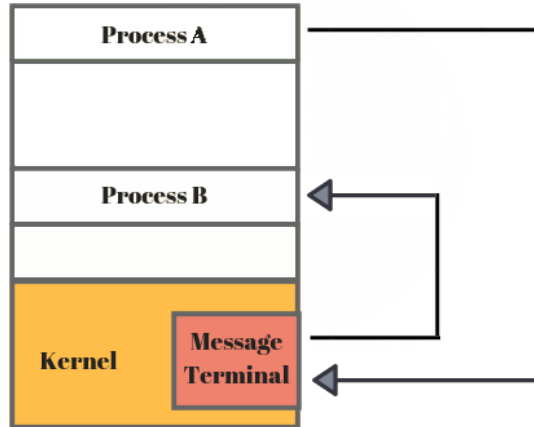 Process A
Process B
Kernel
Message
Terminal